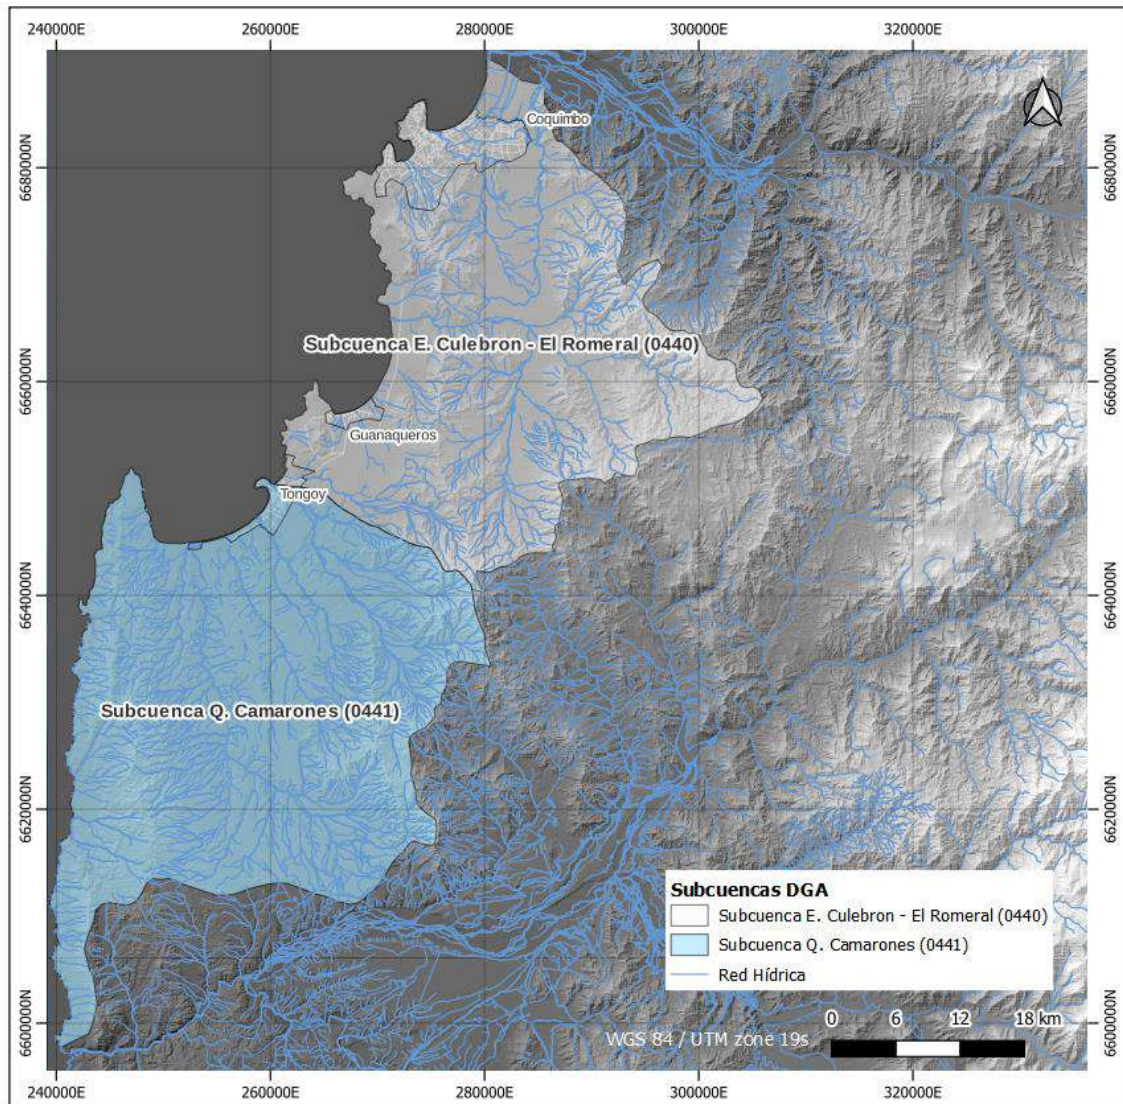 240000E
260000E
280000E
300000E
320000E
Coquimbo
6680000N
6680000N
Subcuenca E. Culebron - El Romeral (0440)
6660000N
6660000N
Guanaqueros
Tongoy
6640000N
6640000N
Subcuenca Q. Camarones (0441)
6620000N
6620000N
Subcuencas DGA
Subcuenca E. Culebron - El Romeral (0440)
Subcuenca Q. Camarones (0441)
Red Hídrica
6600000N
6600000N
WGS 84 / UTM zone 19s
0 6 12 18 km
240000E
260000E
280000E
300000E
320000E